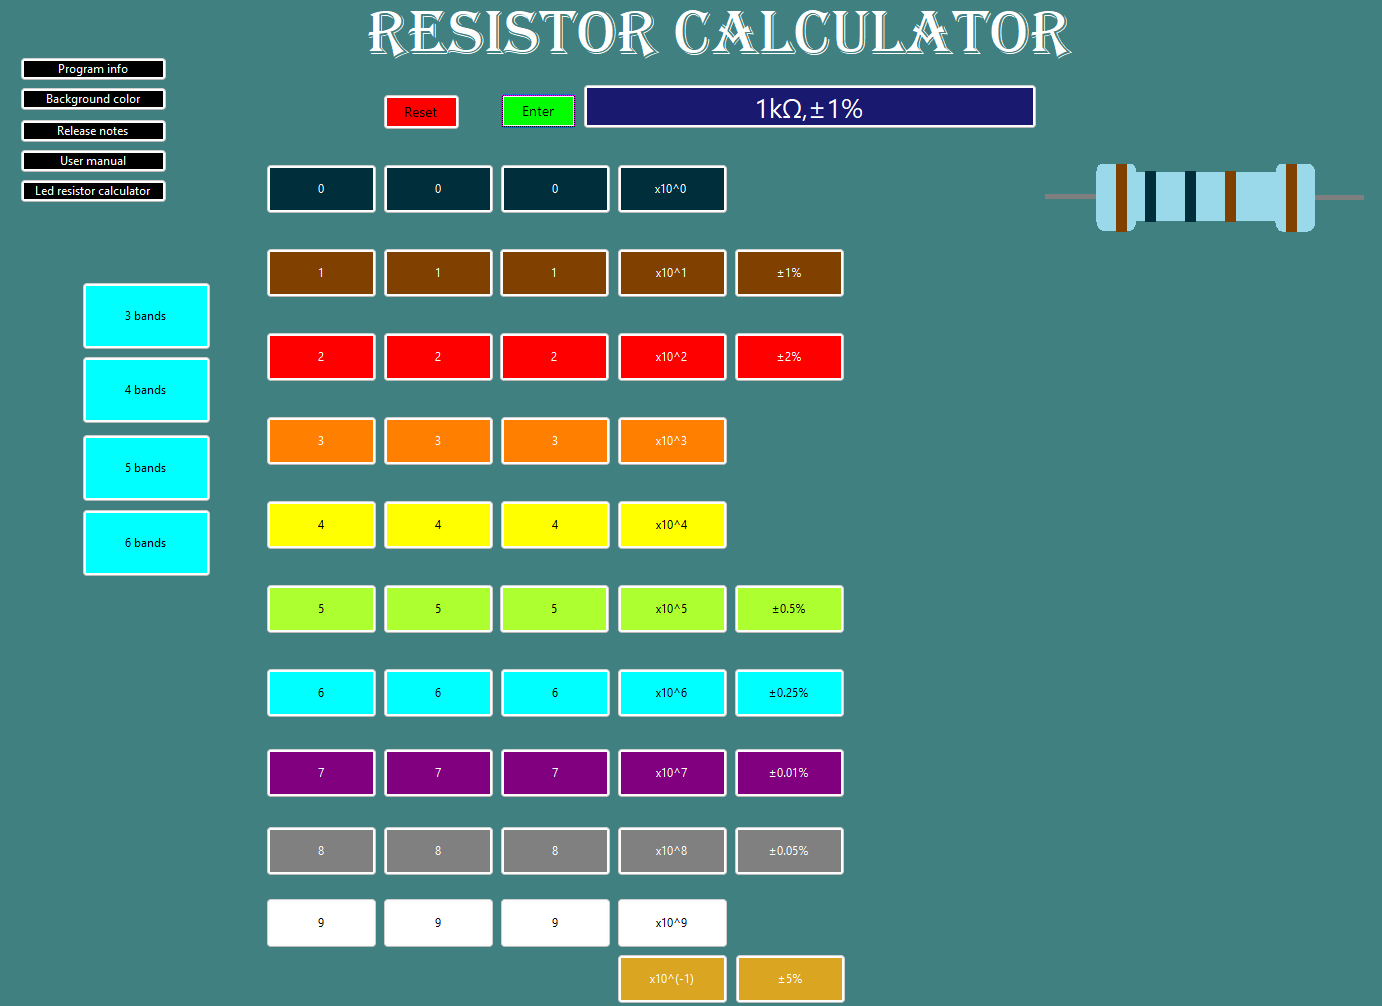 RESISTOR CALCULATOR
Program info
Background color
Release notes
User manual
Led resistor calculator
Reset
Enter
1kΩ,±1%
0 0 0 x10^0
1 1 1 x10^1 ±1%
2 2 2 x10^2 ±2%
3 3 3 x10^3
4 4 4 x10^4
5 5 5 x10^5 ±0.5%
6 6 6 x10^6 ±0.25%
7 7 7 x10^7 ±0.01%
8 8 8 x10^8 ±0.05%
9 9 9 x10^9
x10^(-1) ±5%
3 bands
4 bands
5 bands
6 bands